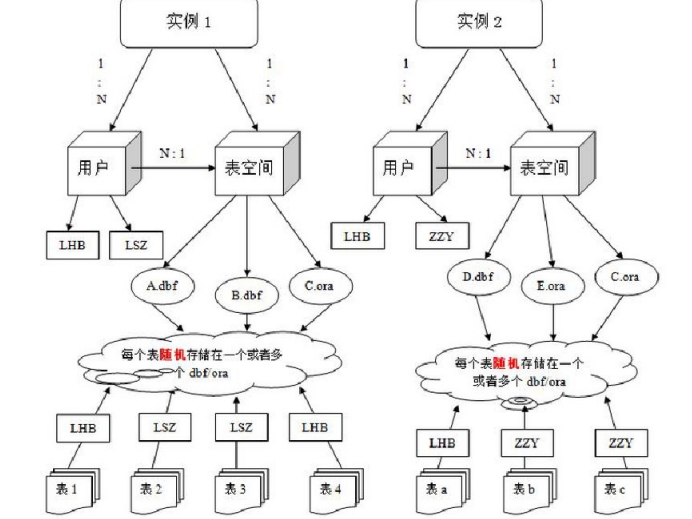 实例 1
实例 2
1
:
N
1
:
N
1
:
N
1
:
N
用户
N : 1
表空间
用户
N : 1
表空间
LHB
LSZ
LHB
ZZY
A.dbf
B.dbf
C.ora
D.dbf
E.ora
C.ora
每个表随机存储在一个或者多
个 dbf/ora
每个表随机存储在一个
或者多个 dbf/ora
LHB
LSZ
LSZ
LHB
LHB
ZZY
ZZY
表1
表2
表3
表4
表a
表b
表c